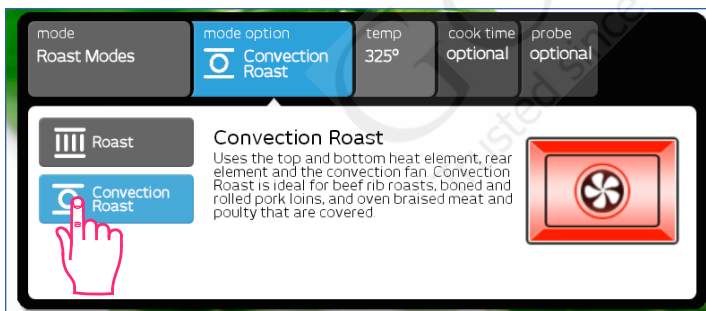 mode
Roast Modes
mode option
Convection
Roast
temp
325°
cook time
optional
probe
optional
Roast
Convection
Roast
Convection Roast
Uses the top and bottom heat element, rear
element and the convection fan. Convection
Roast is ideal for beef rib roasts, boned and
rolled pork loins, and oven braised meat and
poulty that are covered.
trusted since